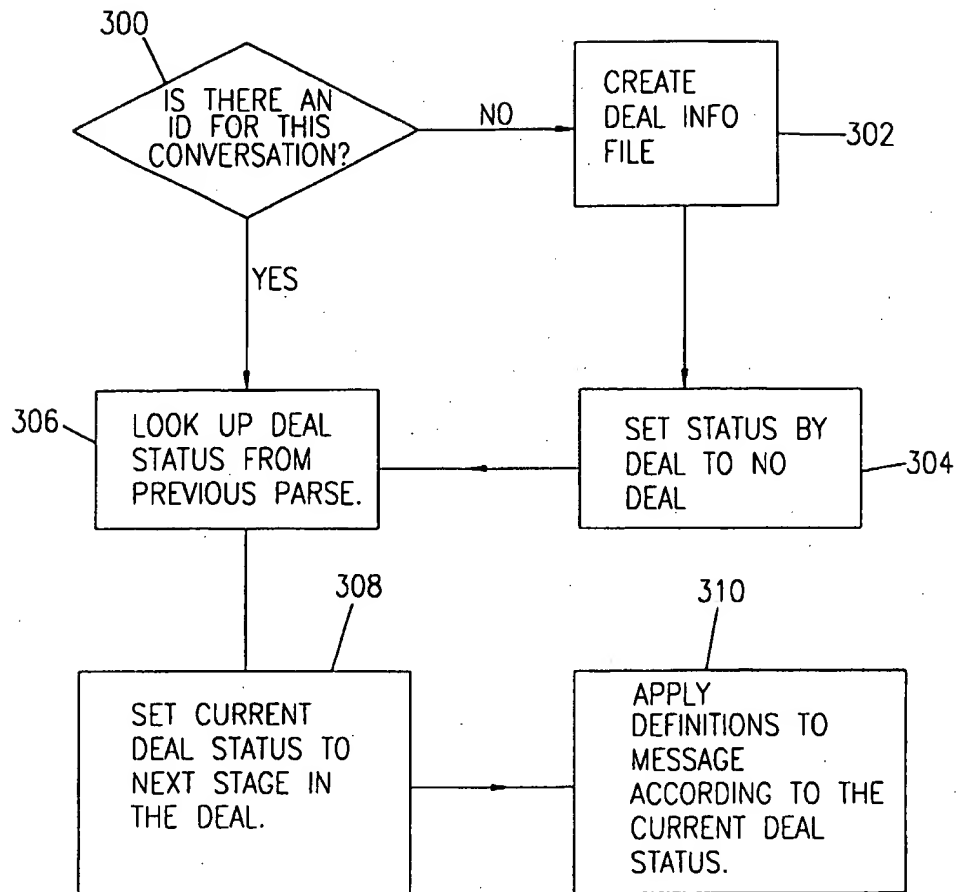 300
IS THERE AN
ID FOR THIS
CONVERSATION?
NO
CREATE
DEAL INFO
FILE
302
YES
306
LOOK UP DEAL
STATUS FROM
PREVIOUS PARSE.
SET STATUS BY
DEAL TO NO
DEAL
304
308
SET CURRENT
DEAL STATUS TO
NEXT STAGE IN
THE DEAL.
310
APPLY
DEFINITIONS TO
MESSAGE
ACCORDING TO THE
CURRENT DEAL
STATUS.